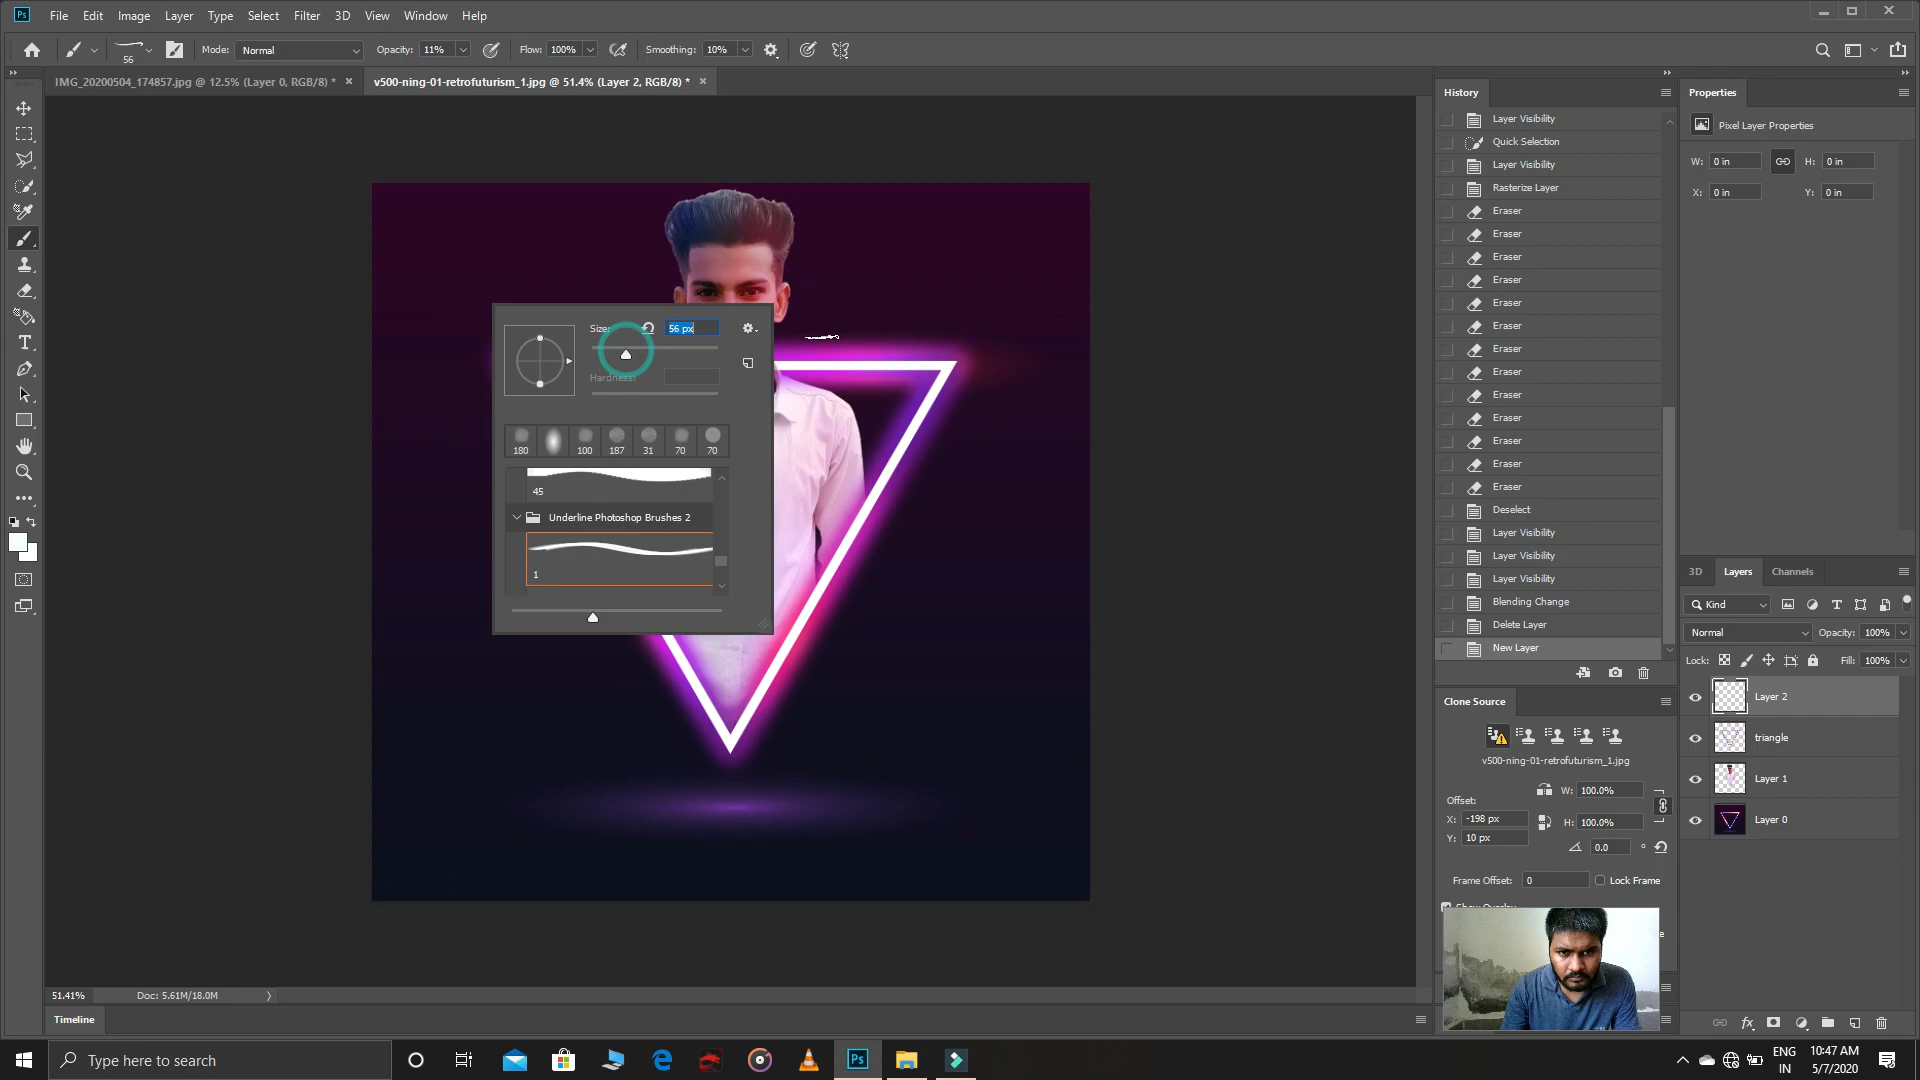 Ps File Edit Image Layer Type Select Filter 3D View Window Help
56 Mode: Normal Opacity: 11% Flow: 100% Smoothing: 10%
IMG_20200504_174857.jpg @ 12.5% (Layer 0, RGB/8) * × v500-ning-01-retrofuturism_1.jpg @ 51.4% (Layer 2, RGB/8) * ×
Size: 56 px
Hardness:
180 100 187 31 70 70
45
Underline Photoshop Brushes 2
1
History
Layer Visibility
Quick Selection
Layer Visibility
Rasterize Layer
Eraser
Eraser
Eraser
Eraser
Eraser
Eraser
Eraser
Eraser
Eraser
Eraser
Eraser
Eraser
Eraser
Deselect
Layer Visibility
Layer Visibility
Layer Visibility
Blending Change
Delete Layer
New Layer
Clone Source
v500-ning-01-retrofuturism_1.jpg
Offset: W: 100.0%
X: -198 px H: 100.0%
Y: 10 px 0.0 °
Frame Offset: 0 Lock Frame
Show Overlay
Properties
Pixel Layer Properties
W: 0 in H: 0 in
X: 0 in Y: 0 in
3D Layers Channels
Kind
Normal Opacity: 100%
Lock: Fill: 100%
Layer 2
triangle
Layer 1
Layer 0
51.41% Doc: 5.61M/18.0M
Timeline
Type here to search Ps ENG IN 10:47 AM 5/7/2020